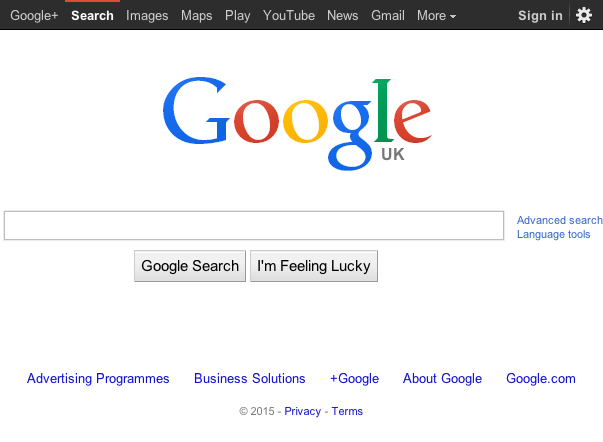 Google+ Search Images Maps Play YouTube News Gmail More Sign in
Google
UK
Advanced search
Language tools
Google Search I'm Feeling Lucky
Advertising Programmes Business Solutions +Google About Google Google.com
© 2015 - Privacy - Terms